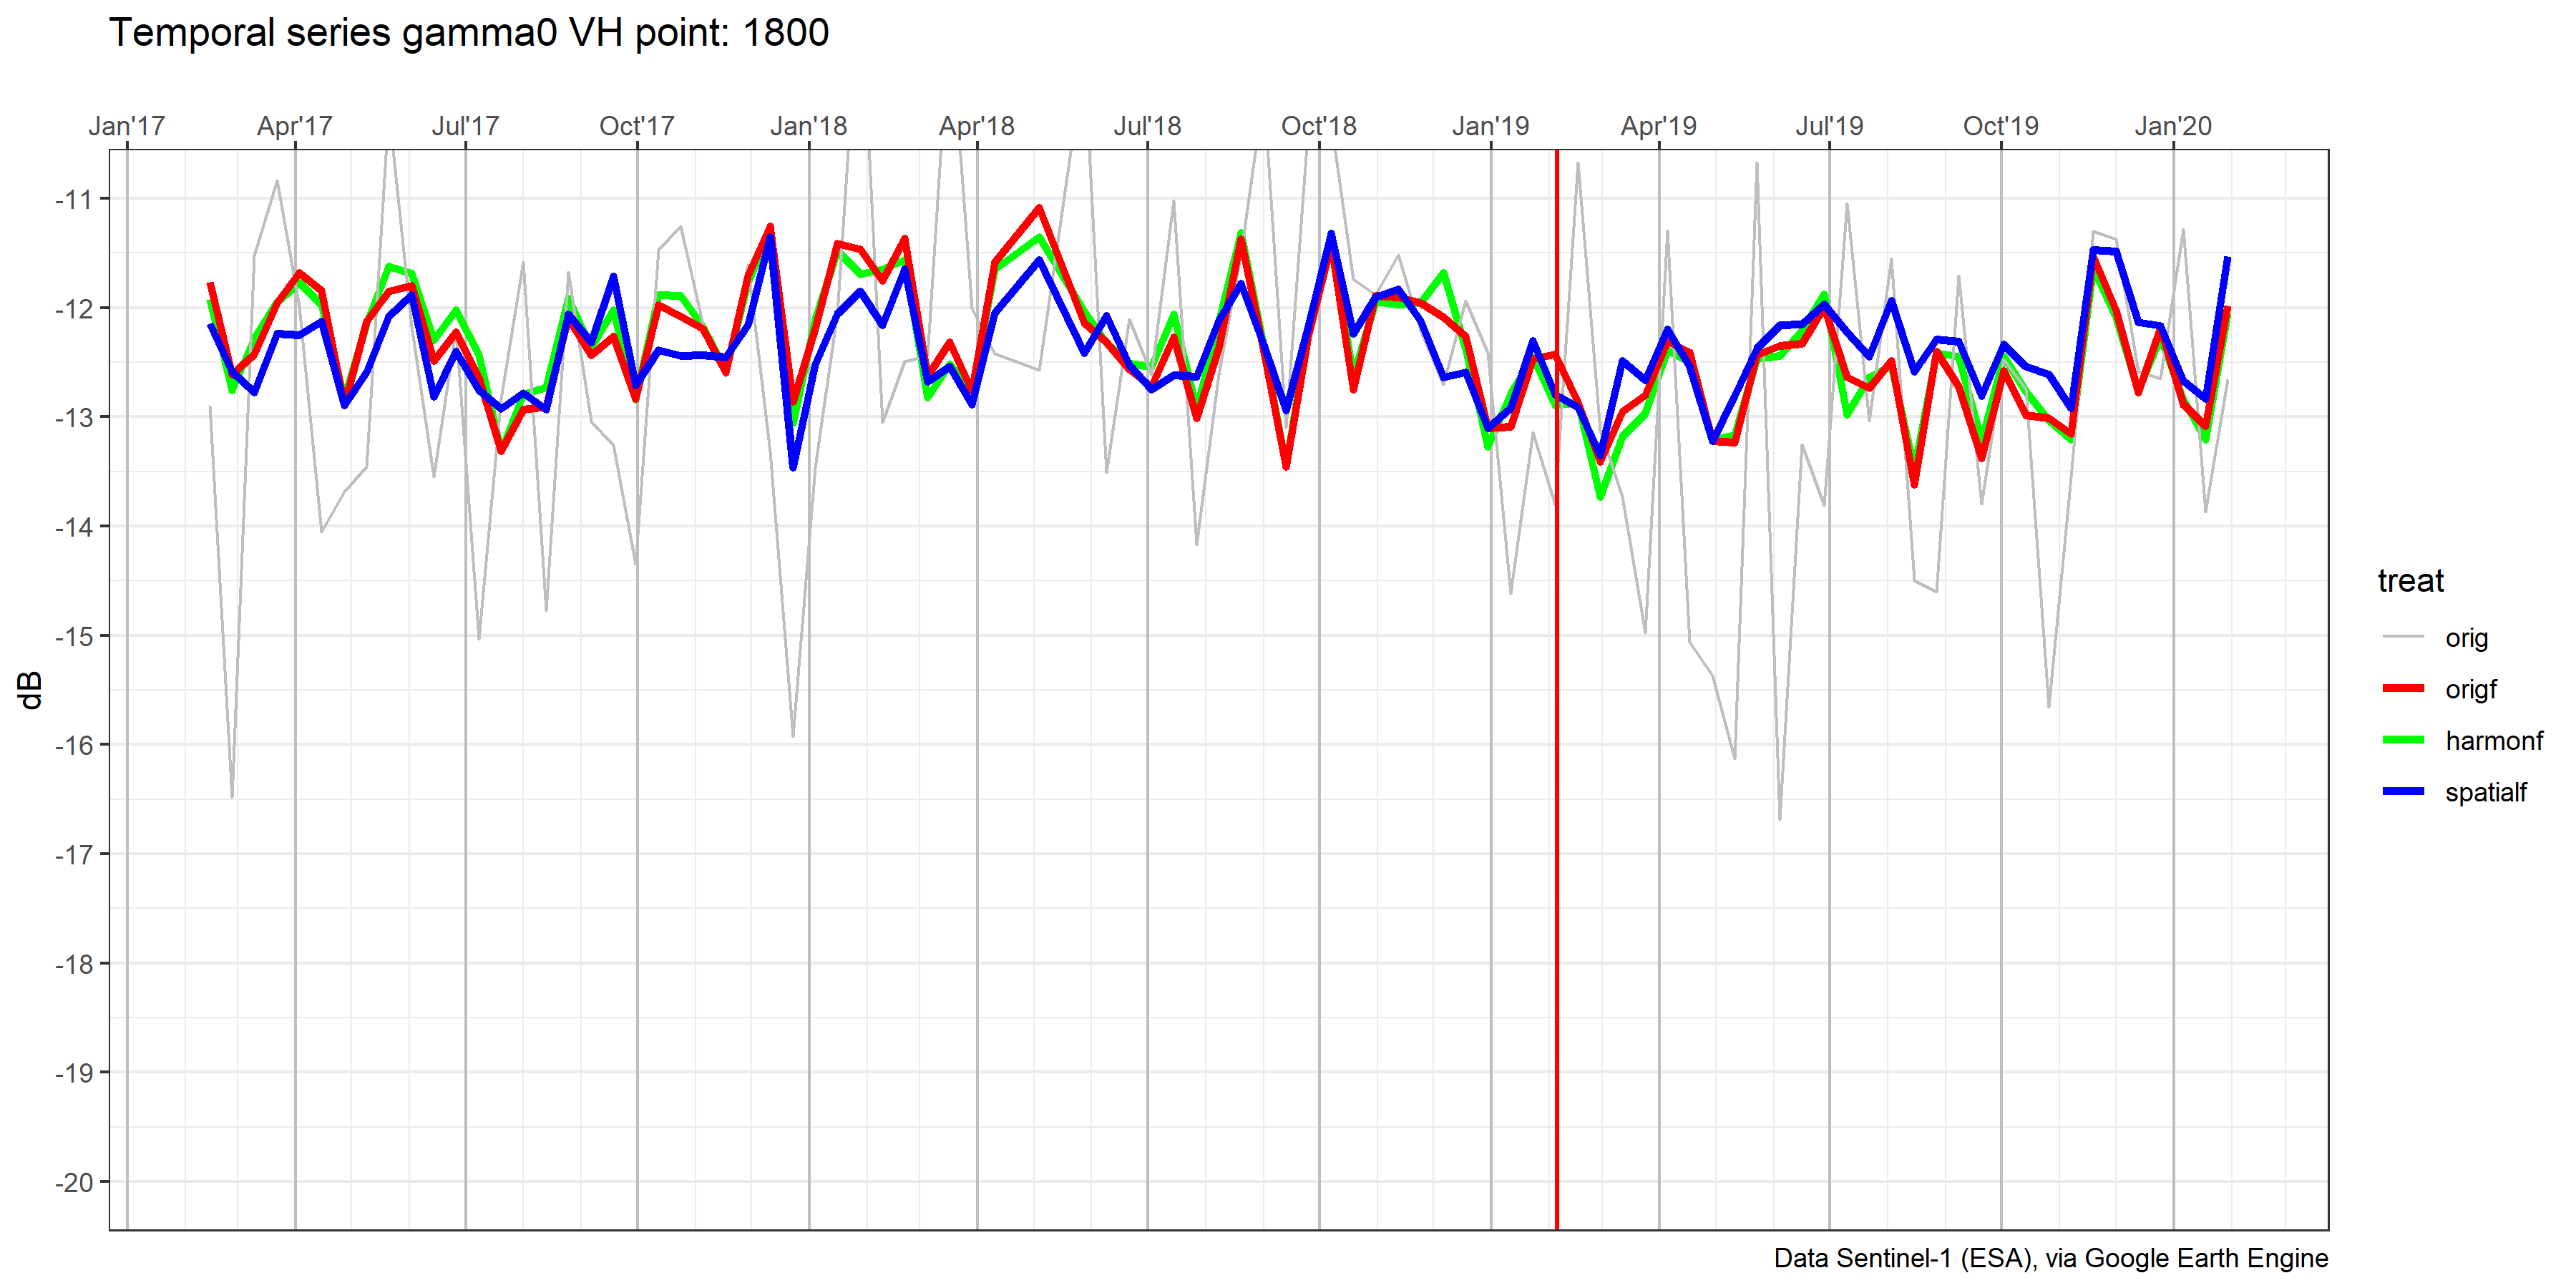 Temporal series gamma0 VH point: 1800
Jan'17 Apr'17 Jul'17 Oct'17 Jan'18 Apr'18 Jul'18 Oct'18 Jan'19 Apr'19 Jul'19 Oct'19 Jan'20
-11
-12
-13
-14
-15
-16
-17
-18
-19
-20
dB
treat
orig
origf
harmonf
spatialf
Data Sentinel-1 (ESA), via Google Earth Engine